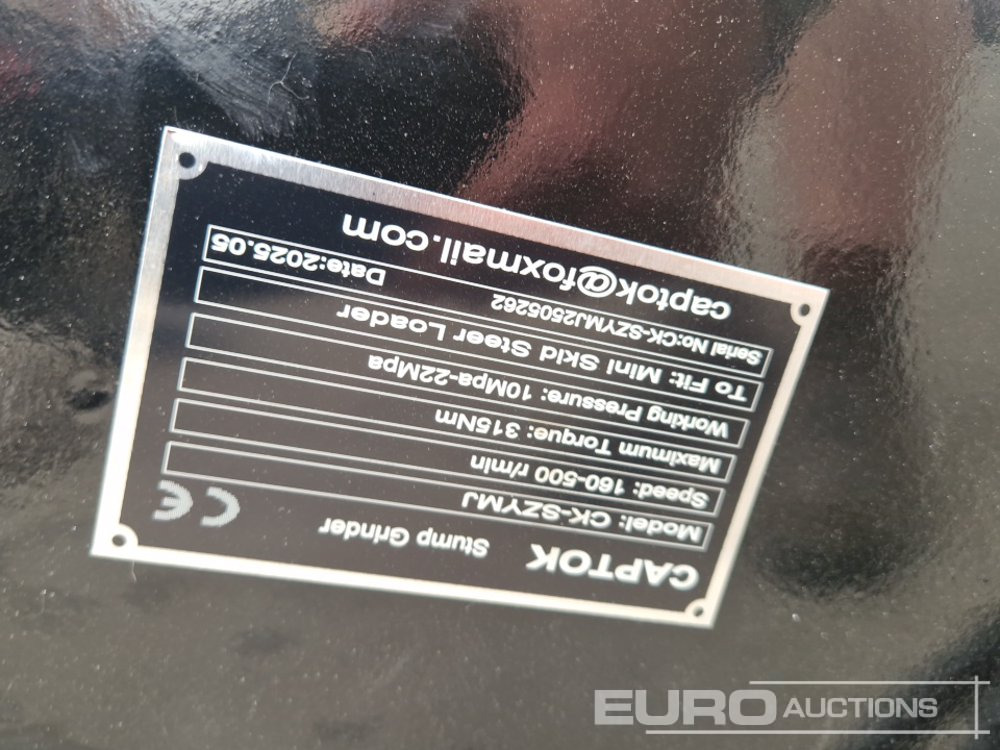 CAPTOK Stump Grinder CE
Model: CK-SZYMJ
Speed: 160-500 r/min
Maximum Torque: 315Nm
Working Pressure: 10Mpa-22Mpa
To Fit: Mini Skid Steer Loader
Serial No:CK-SZYMJ2505262 Date:2025.05
captok@foxmail.com
EURO AUCTIONS